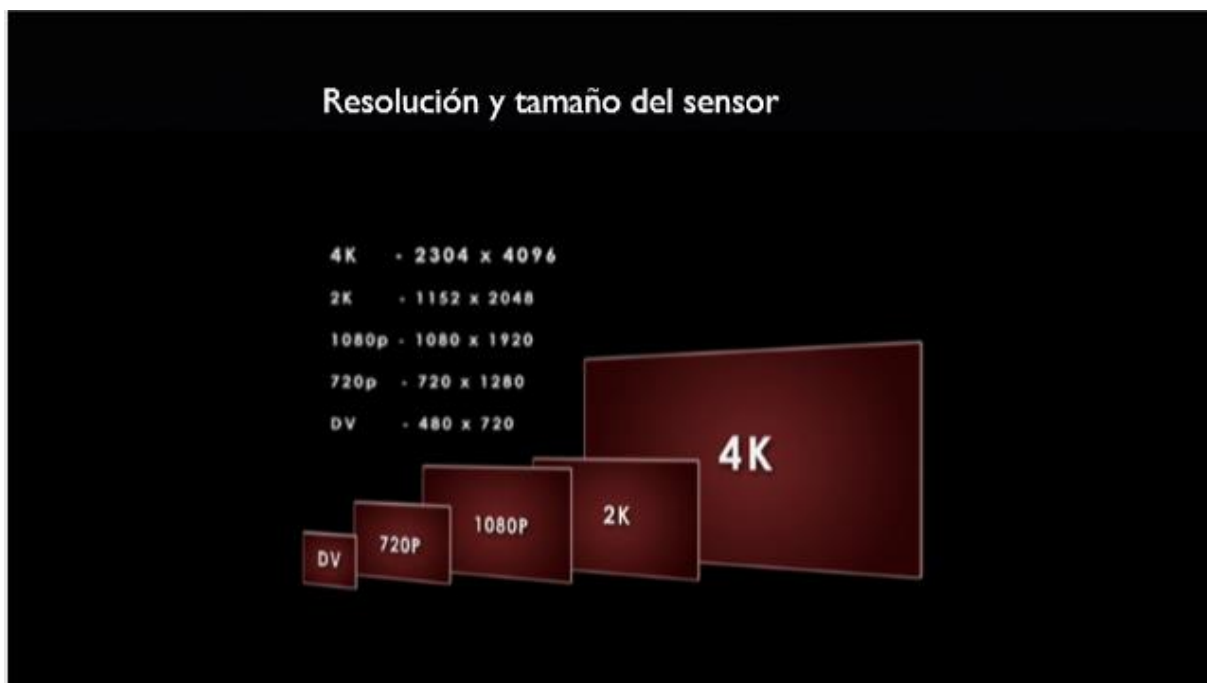 Resolución y tamaño del sensor
4K - 2304 x 4096
2K - 1152 x 2048
1080p - 1080 x 1920
720p - 720 x 1280
DV - 480 x 720
4K
2K
1080P
720P
DV